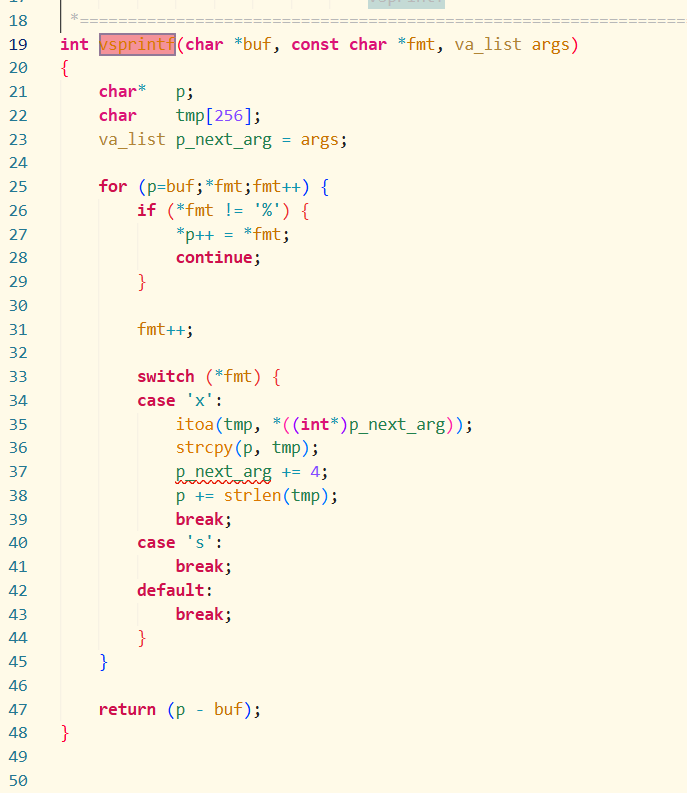 18 *================================================================
19 int vsprintf(char *buf, const char *fmt, va_list args)
20 {
21     char*   p;
22     char    tmp[256];
23     va_list p_next_arg = args;
24
25     for (p=buf;*fmt;fmt++) {
26         if (*fmt != '%') {
27             *p++ = *fmt;
28             continue;
29         }
30
31         fmt++;
32
33         switch (*fmt) {
34         case 'x':
35             itoa(tmp, *((int*)p_next_arg));
36             strcpy(p, tmp);
37             p_next_arg += 4;
38             p += strlen(tmp);
39             break;
40         case 's':
41             break;
42         default:
43             break;
44         }
45     }
46
47     return (p - buf);
48 }
49
50